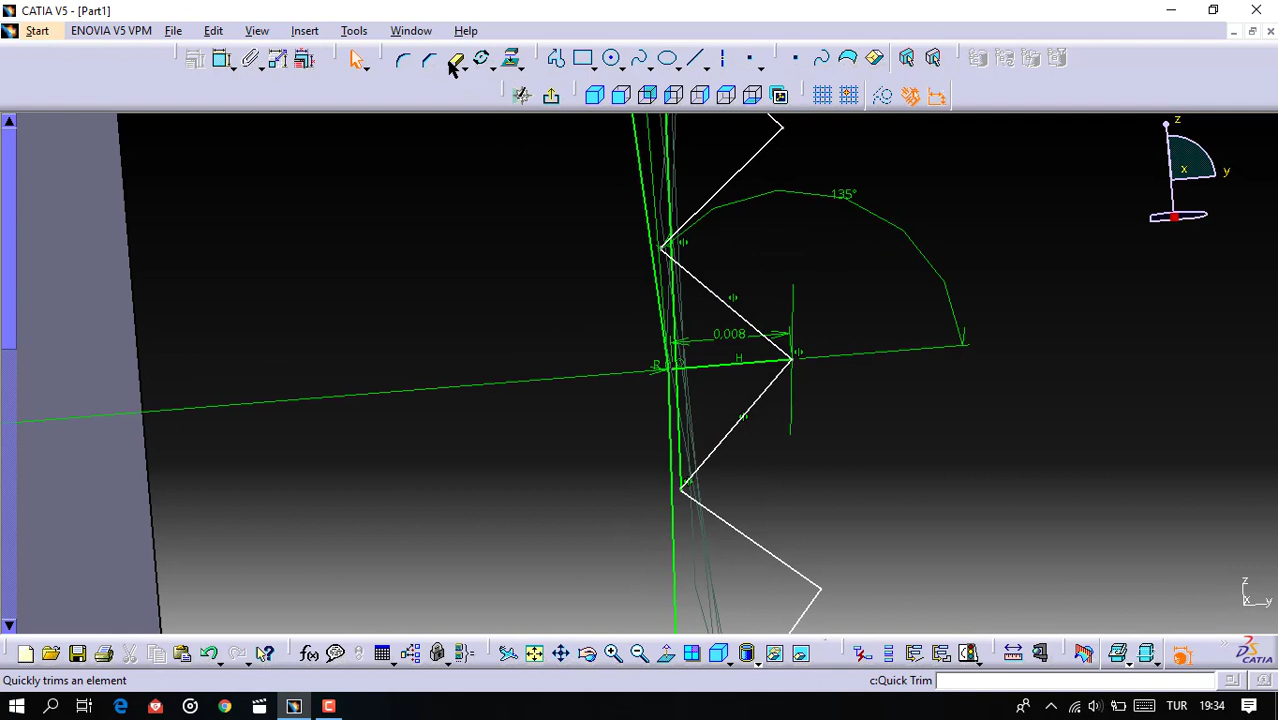 CATIA V5 - [Part1]
Start ENOVIA V5 VPM File Edit View Insert Tools Window Help
z
x
y
135°
0,008
H
R
z
x y
f(x)
CATIA
Quickly trims an element
c:Quick Trim
TUR 19:34